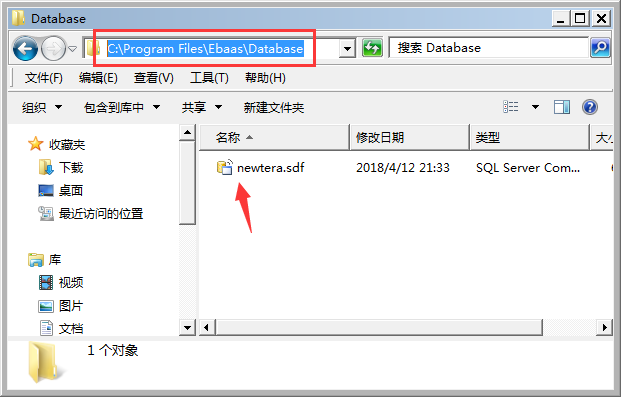 Database
C:\Program Files\Ebaas\Database
搜索 Database
文件(F) 编辑(E) 查看(V) 工具(T) 帮助(H)
组织 包含到库中 共享 新建文件夹
收藏夹
下载
桌面
最近访问的位置
库
视频
图片
文档
名称 修改日期 类型 大小
newtera.sdf 2018/4/12 21:33 SQL Server Com...
1 个对象